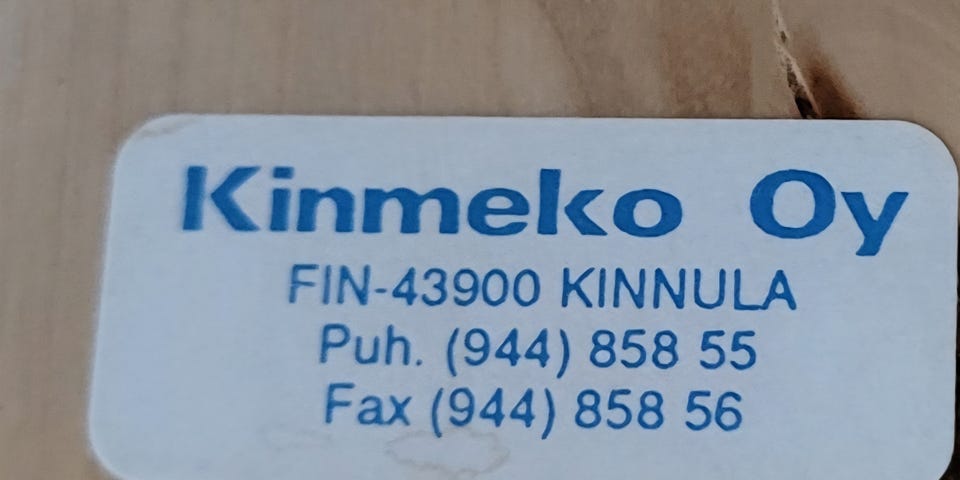 Kinmeko Oy
FIN-43900 KINNULA
Puh. (944) 858 55
Fax (944) 858 56